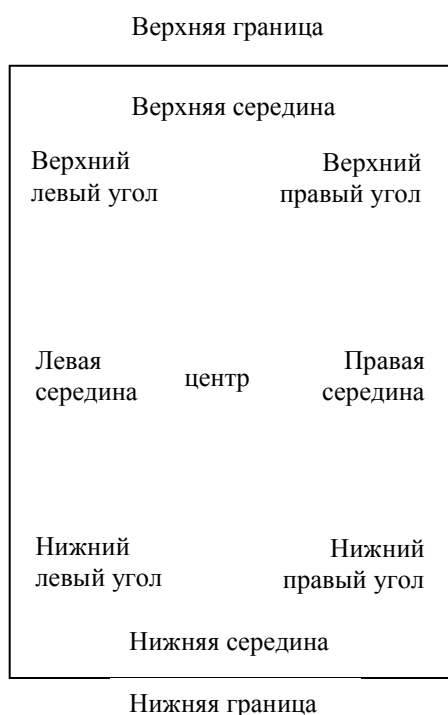 Верхняя граница
Верхняя середина
Верхний
левый угол
Верхний
правый угол
Левая
середина
центр
Правая
середина
Нижний
левый угол
Нижний
правый угол
Нижняя середина
Нижняя граница